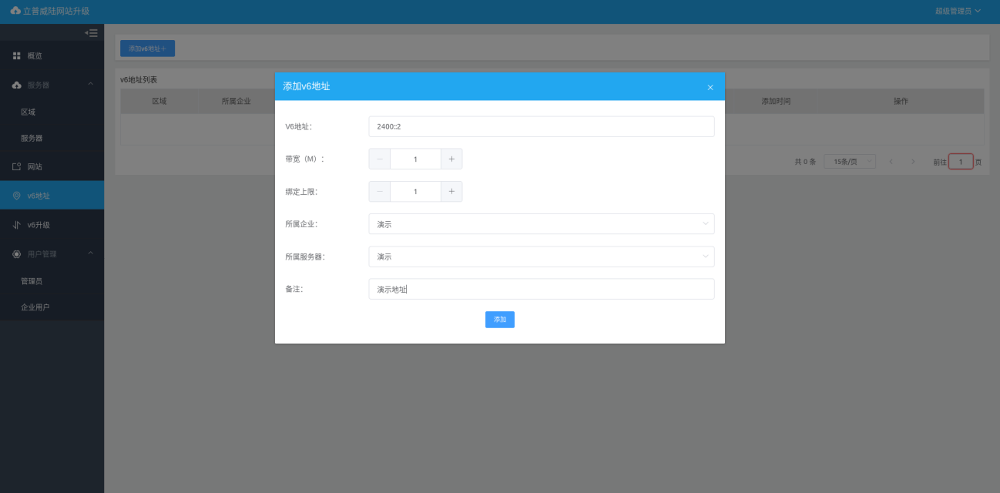 立普威陆网站升级
超级管理员
概览
服务器
区域
服务器
网站
v6地址
v6升级
用户管理
管理员
企业用户
添加v6地址+
v6地址列表
区域 所属企业 添加时间 操作
共 0 条 15条/页 前往 1 页
添加v6地址 ×
V6地址: 2400::2
带宽（M）: − 1 +
绑定上限: − 1 +
所属企业: 演示
所属服务器: 演示
备注: 演示地址
添加